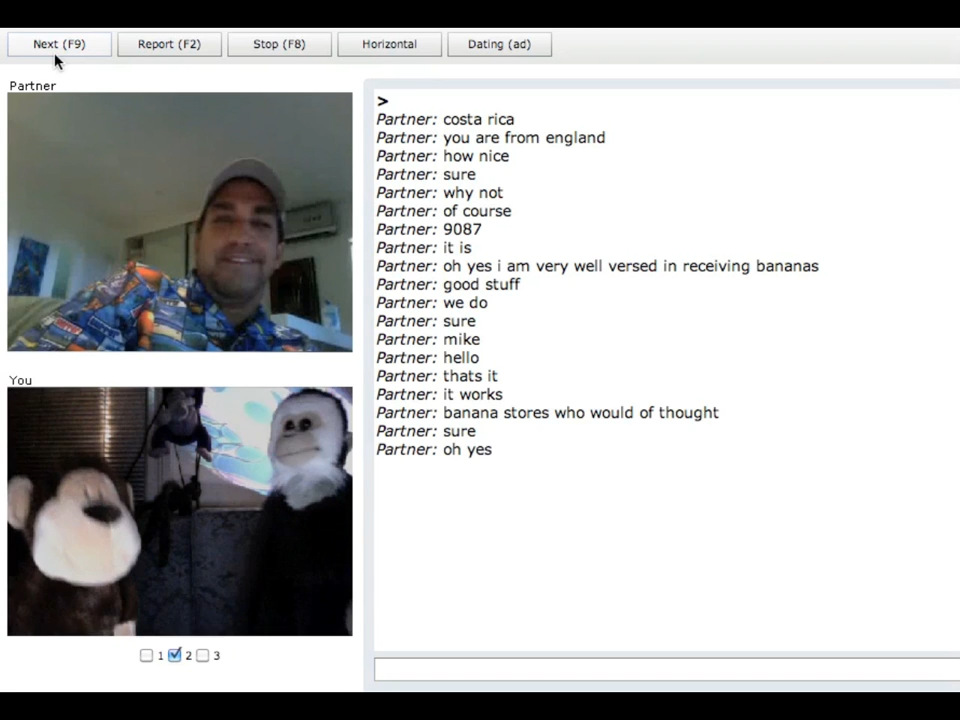 Next (F9) Report (F2) Stop (F8) Horizontal Dating (ad)
Partner
>
Partner: costa rica
Partner: you are from england
Partner: how nice
Partner: sure
Partner: why not
Partner: of course
Partner: 9087
Partner: it is
Partner: oh yes i am very well versed in receiving bananas
Partner: good stuff
Partner: we do
Partner: sure
Partner: mike
Partner: hello
Partner: thats it
Partner: it works
Partner: banana stores who would of thought
Partner: sure
Partner: oh yes
You
1 2 3